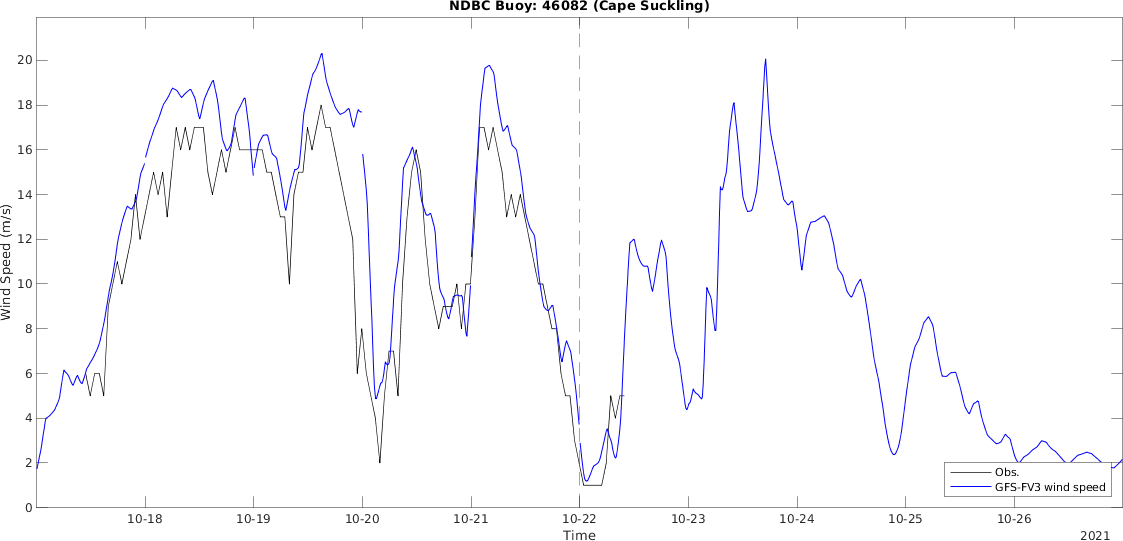 NDBC Buoy: 46082 (Cape Suckling)
20
18
16
14
12
10
8
6
4
2
0
Wind Speed (m/s)
10-18 10-19 10-20 10-21 10-22 10-23 10-24 10-25 10-26
Time
2021
Obs.
GFS-FV3 wind speed